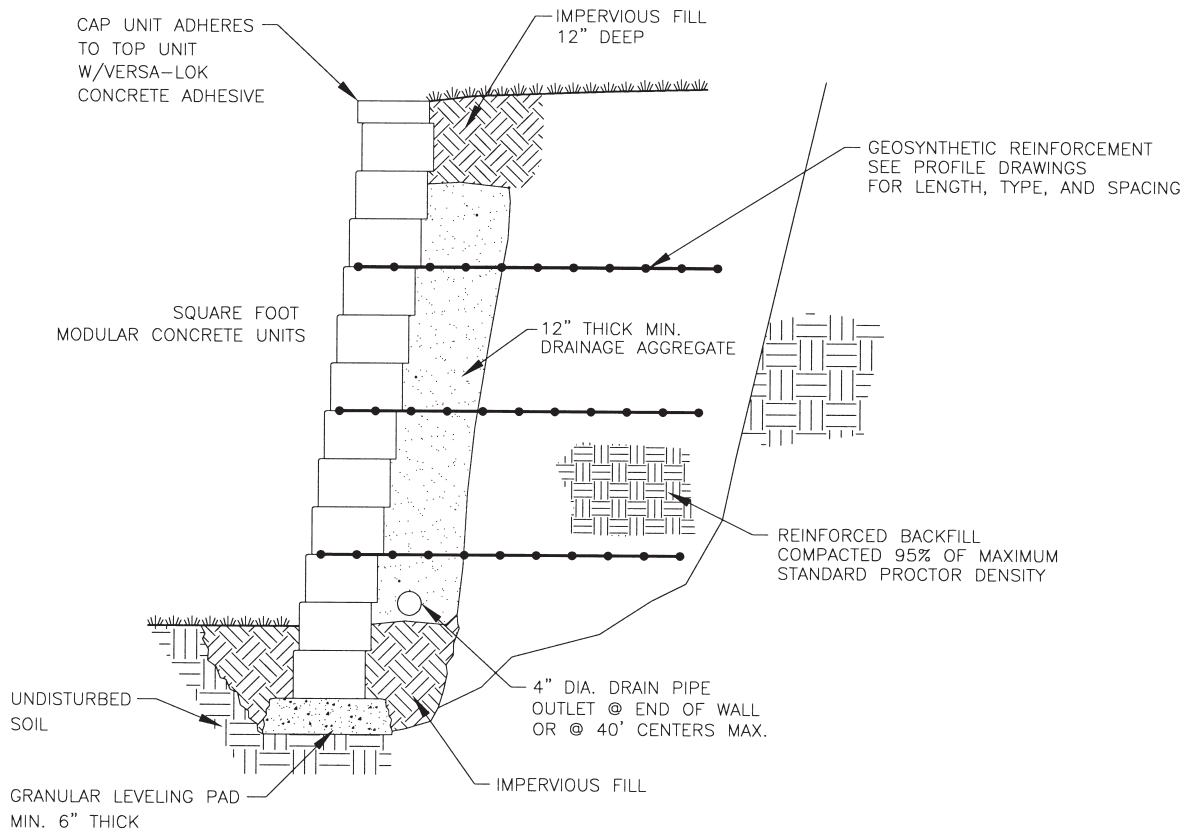 CAP UNIT ADHERES
TO TOP UNIT
W/VERSA-LOK
CONCRETE ADHESIVE
IMPERVIOUS FILL
12" DEEP
GEOSYNTHETIC REINFORCEMENT
SEE PROFILE DRAWINGS
FOR LENGTH, TYPE, AND SPACING
SQUARE FOOT
MODULAR CONCRETE UNITS
12" THICK MIN.
DRAINAGE AGGREGATE
REINFORCED BACKFILL
COMPACTED 95% OF MAXIMUM
STANDARD PROCTOR DENSITY
UNDISTURBED
SOIL
4" DIA. DRAIN PIPE
OUTLET @ END OF WALL
OR @ 40' CENTERS MAX.
IMPERVIOUS FILL
GRANULAR LEVELING PAD
MIN. 6" THICK